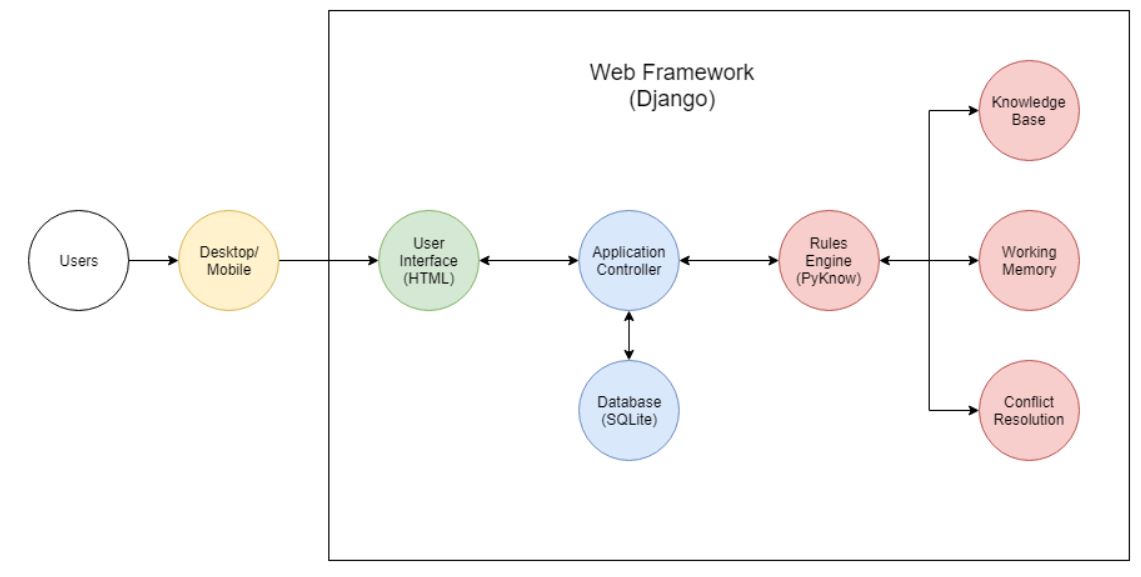 Web Framework
(Django)
Knowledge
Base
Users
Desktop/
Mobile
User
Interface
(HTML)
Application
Controller
Rules
Engine
(PyKnow)
Working
Memory
Database
(SQLite)
Conflict
Resolution